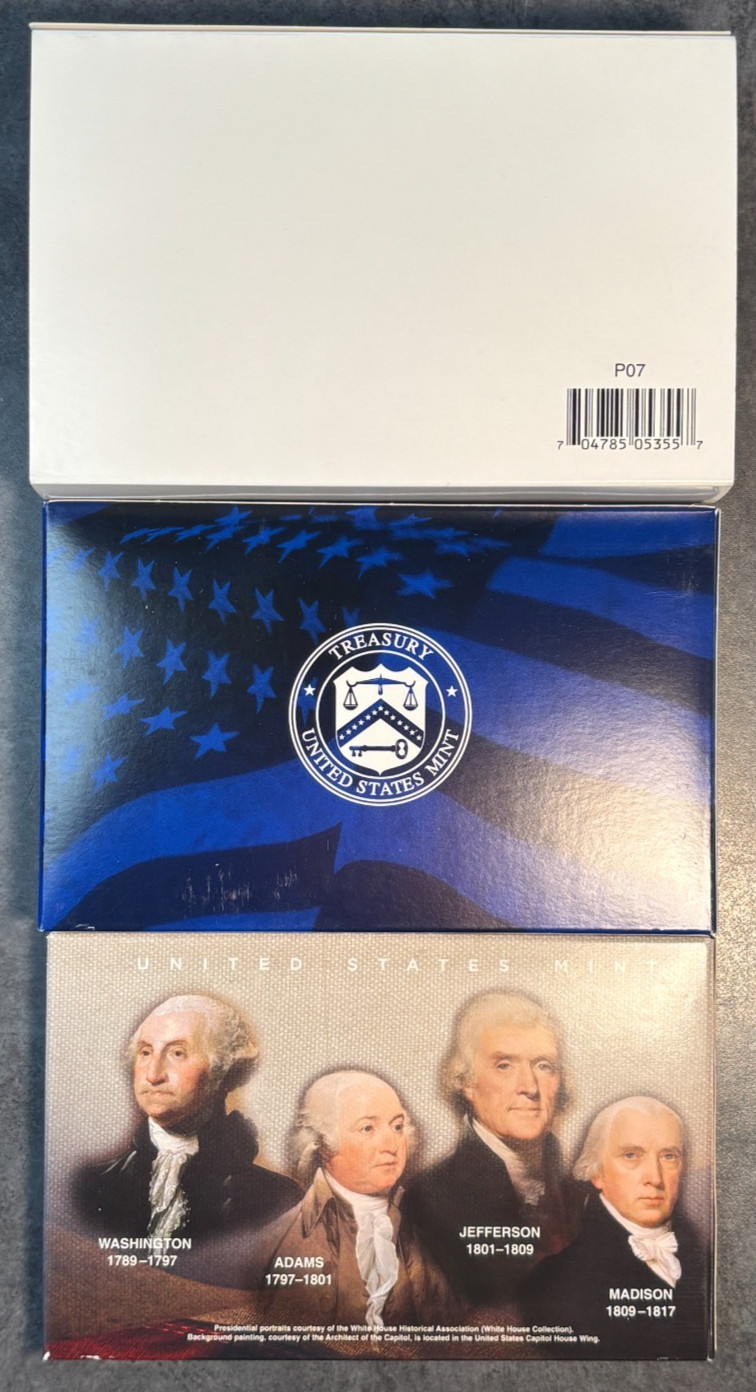 P07
7 04785 05355 7
TREASURY
UNITED STATES MINT
UNITED STATES MINT
WASHINGTON
1789–1797
ADAMS
1797–1801
JEFFERSON
1801–1809
MADISON
1809–1817
Presidential portraits courtesy of the White House Historical Association (White House Collection).
Background painting, courtesy of the Architect of the Capitol, is located in the United States Capitol House Wing.